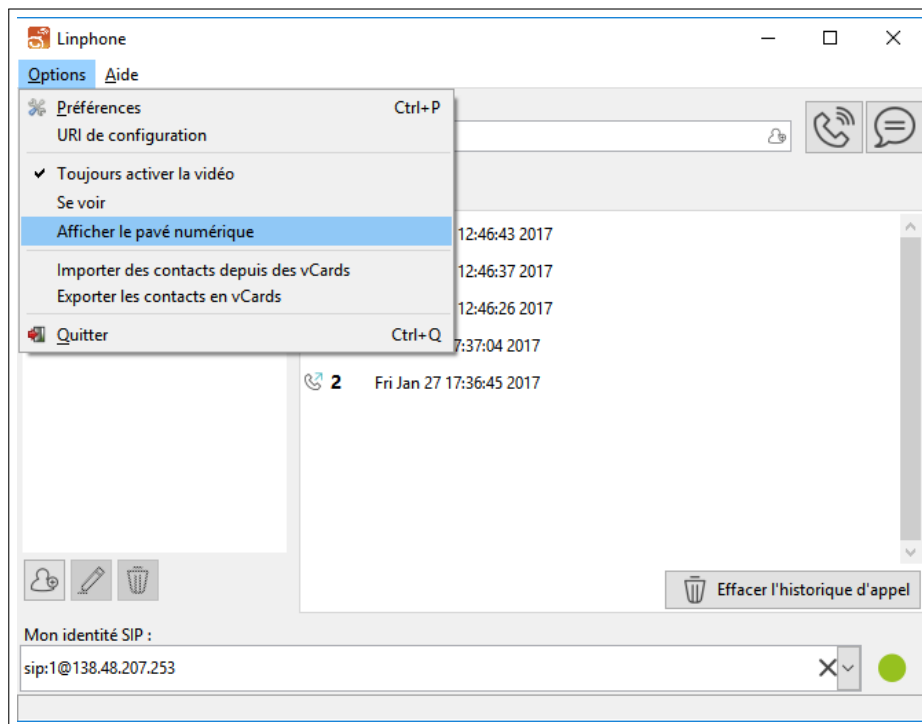 Linphone
Options Aide
Préférences Ctrl+P
URI de configuration
Toujours activer la vidéo
Se voir
Afficher le pavé numérique
12:46:43 2017
Importer des contacts depuis des vCards
12:46:37 2017
Exporter les contacts en vCards
12:46:26 2017
Quitter Ctrl+Q
7:37:04 2017
2 Fri Jan 27 17:36:45 2017
Effacer l'historique d'appel
Mon identité SIP :
sip:1@138.48.207.253